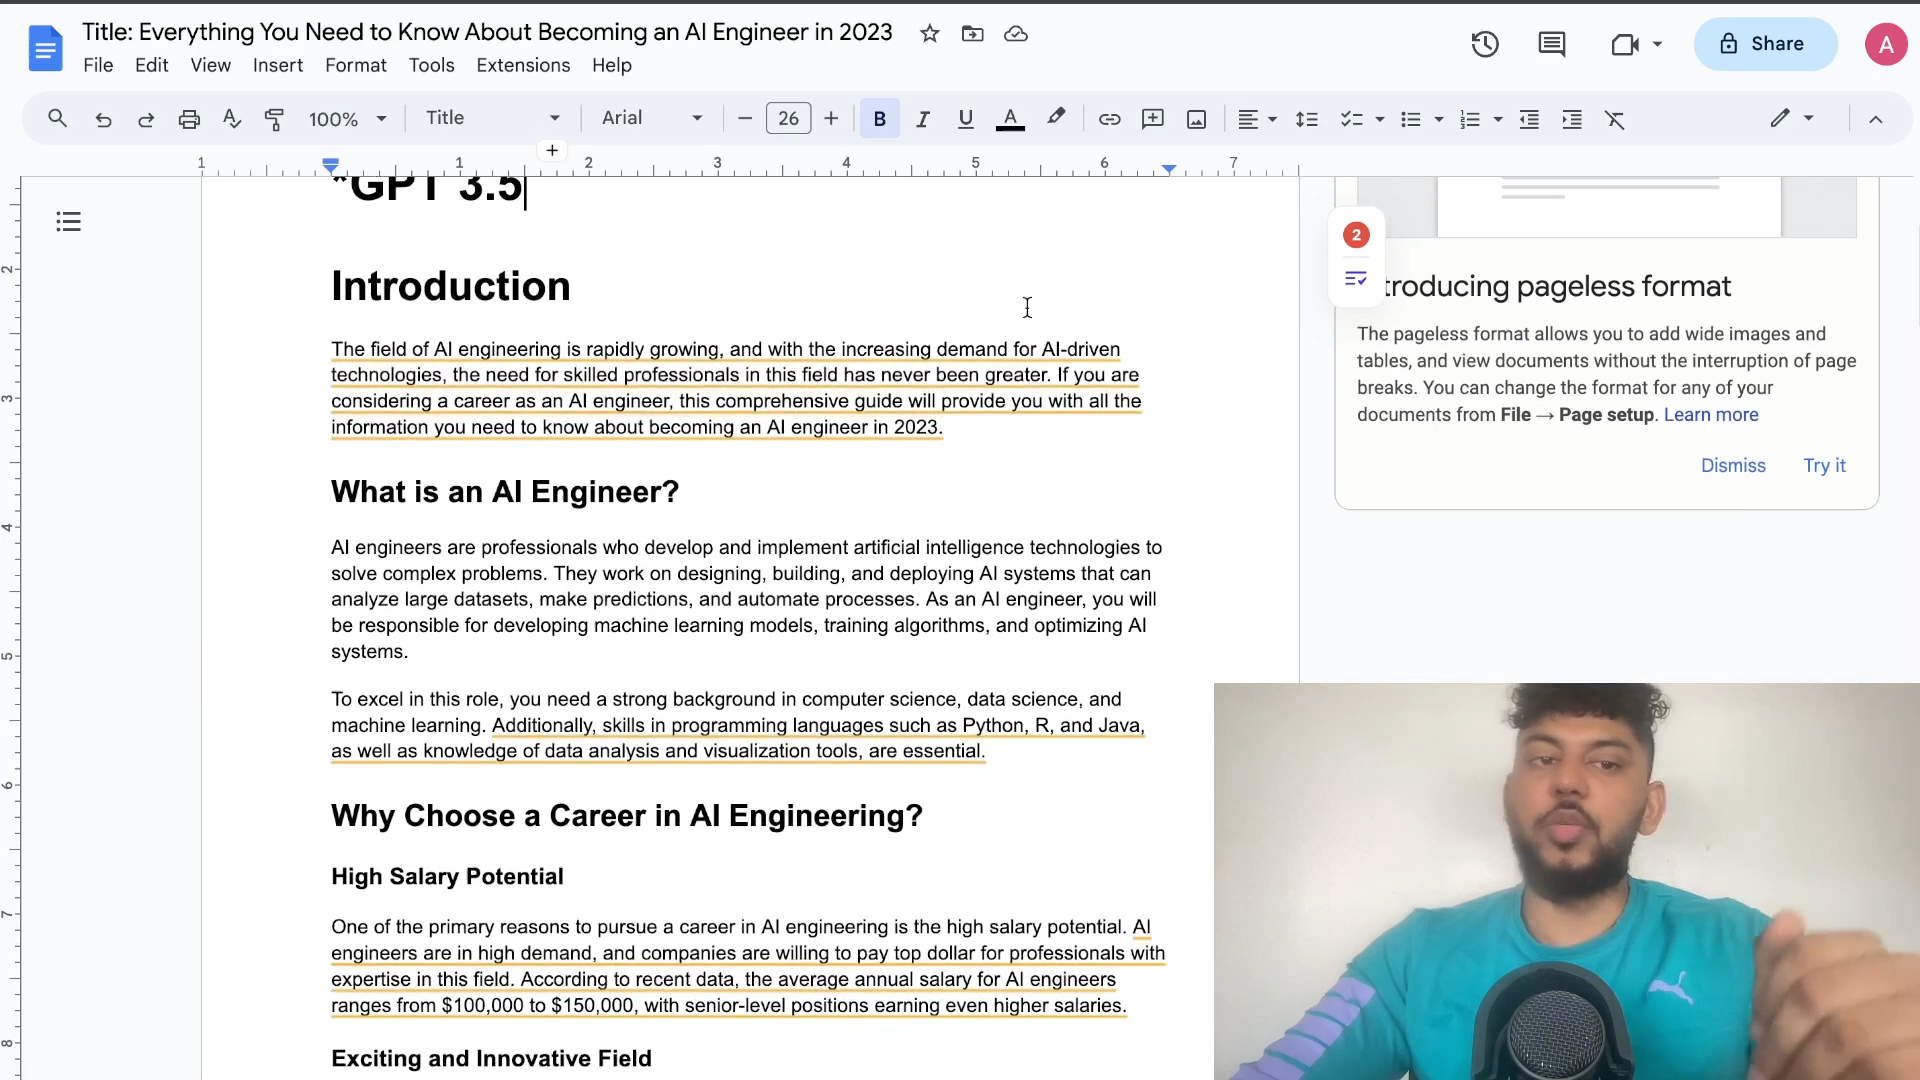 Title: Everything You Need to Know About Becoming an AI Engineer in 2023
File Edit View Insert Format Tools Extensions Help
Share
A
100% Title Arial 26 B I U A
1 1 2 3 4 5 6 7
*GPT 3.5
Introduction
The field of AI engineering is rapidly growing, and with the increasing demand for AI-driven
technologies, the need for skilled professionals in this field has never been greater. If you are
considering a career as an AI engineer, this comprehensive guide will provide you with all the
information you need to know about becoming an AI engineer in 2023.
What is an AI Engineer?
AI engineers are professionals who develop and implement artificial intelligence technologies to
solve complex problems. They work on designing, building, and deploying AI systems that can
analyze large datasets, make predictions, and automate processes. As an AI engineer, you will
be responsible for developing machine learning models, training algorithms, and optimizing AI
systems.
To excel in this role, you need a strong background in computer science, data science, and
machine learning. Additionally, skills in programming languages such as Python, R, and Java,
as well as knowledge of data analysis and visualization tools, are essential.
Why Choose a Career in AI Engineering?
High Salary Potential
One of the primary reasons to pursue a career in AI engineering is the high salary potential. AI
engineers are in high demand, and companies are willing to pay top dollar for professionals with
expertise in this field. According to recent data, the average annual salary for AI engineers
ranges from $100,000 to $150,000, with senior-level positions earning even higher salaries.
Exciting and Innovative Field
2
3
4
5
6
7
8
2
troducing pageless format
The pageless format allows you to add wide images and
tables, and view documents without the interruption of page
breaks. You can change the format for any of your
documents from File → Page setup. Learn more
Dismiss Try it